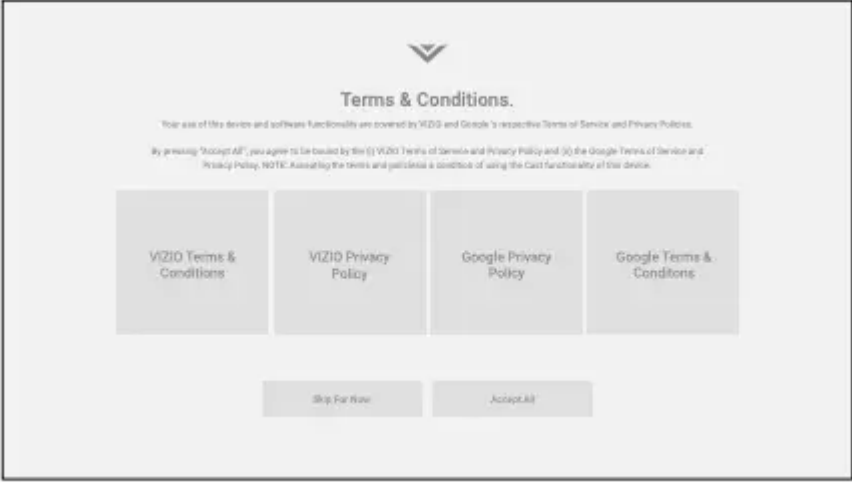 Terms & Conditions.
Your use of this device and software functionality are covered by VIZIO and Google 's respective Terms of Service and Privacy Policies.
By pressing "Accept All", you agree to be bound by the (i) VIZIO Terms of Service and Privacy Policy and (ii) the Google Terms of Service and
Privacy Policy. NOTE: Accepting the terms and policies is a condition of using the Cast functionality of this device.
VIZIO Terms &
Conditions
VIZIO Privacy
Policy
Google Privacy
Policy
Google Terms &
Conditons
Skip For Now
Accept All